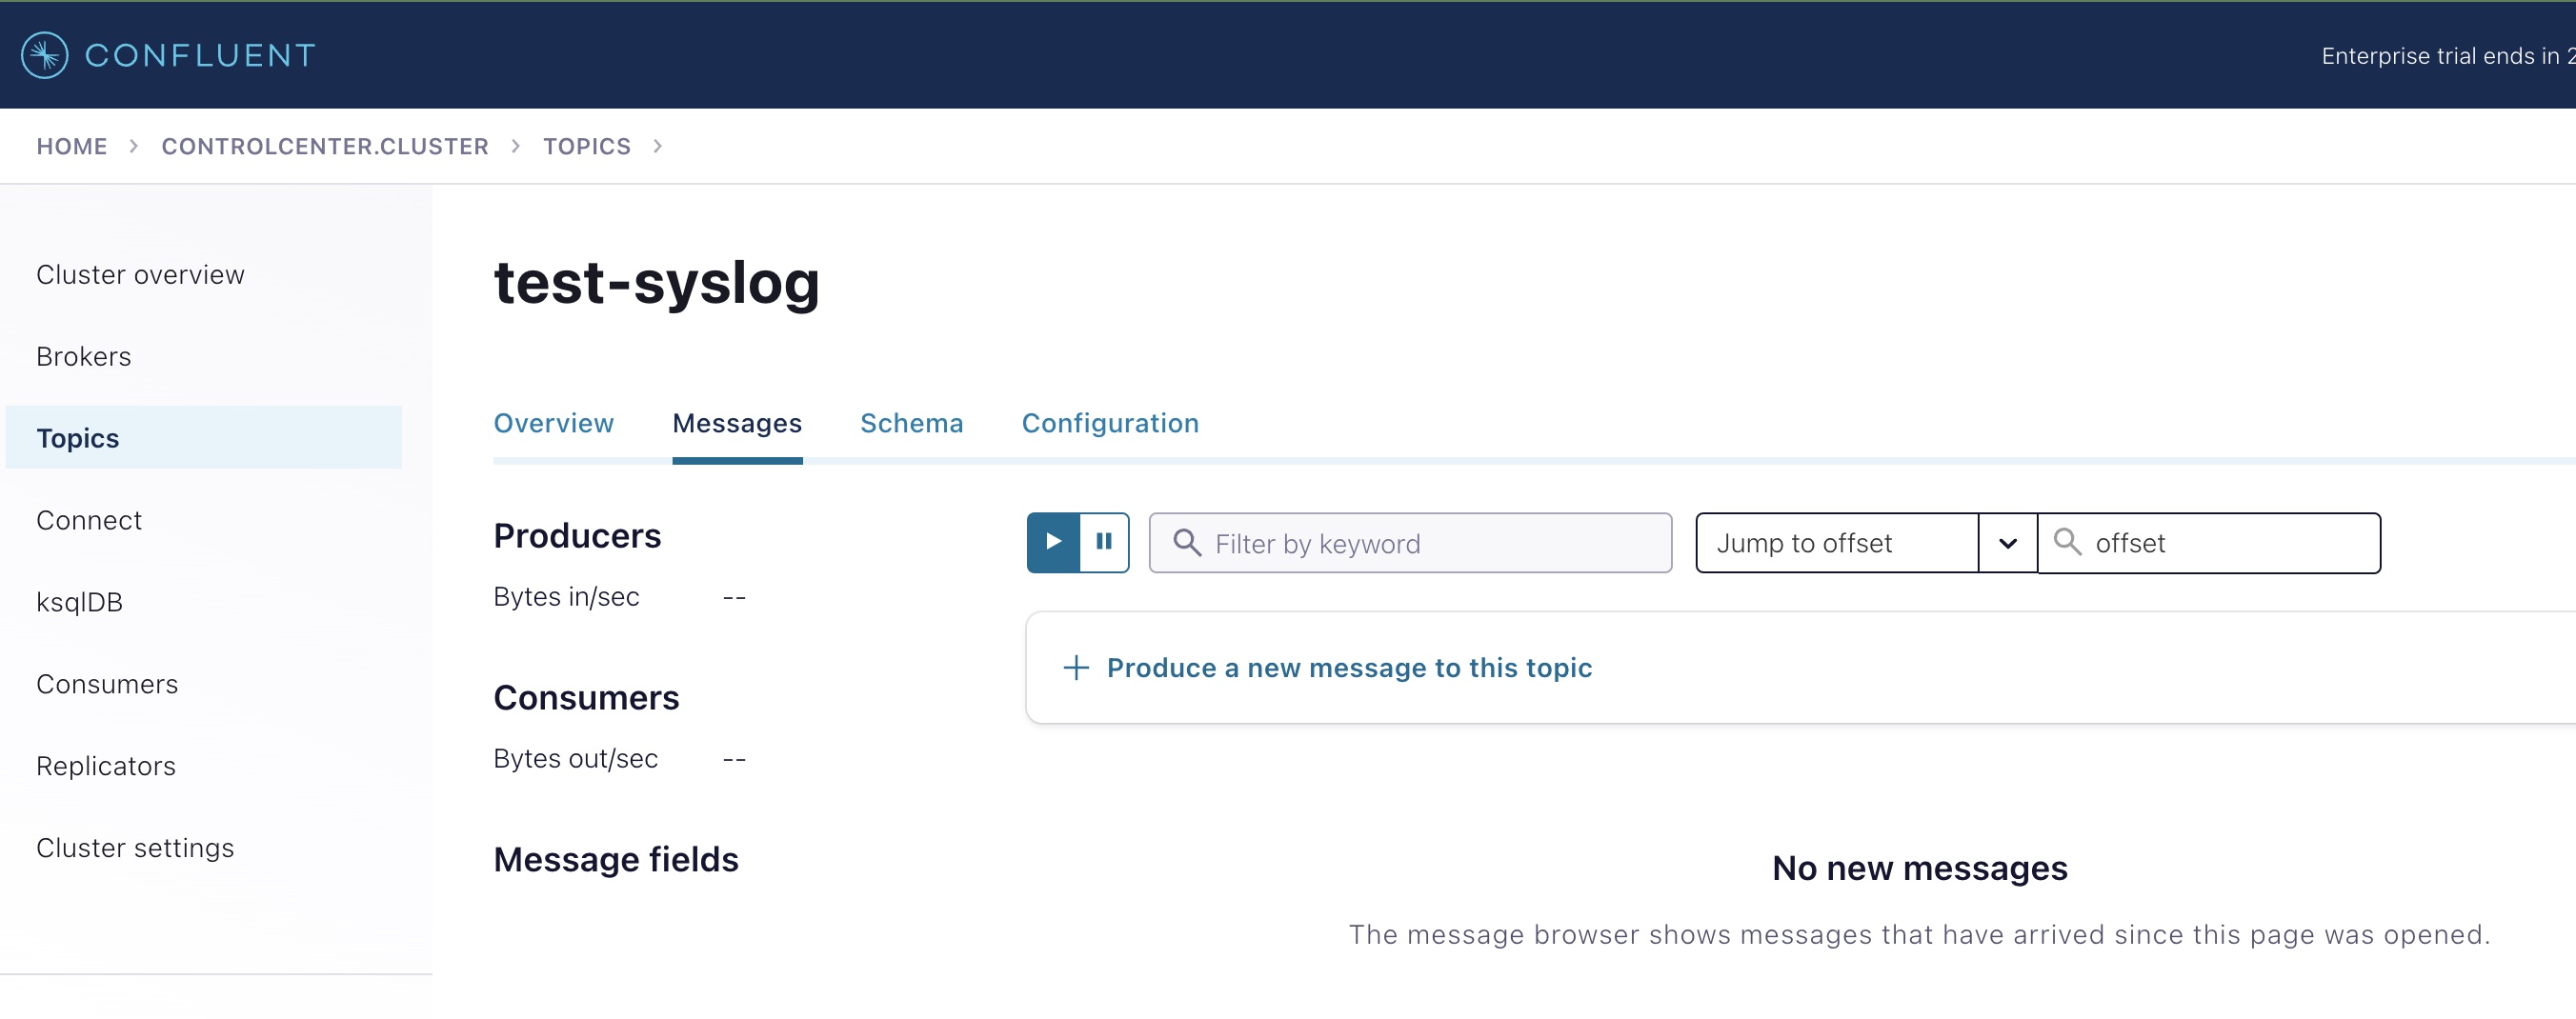 CONFLUENT
Enterprise trial ends in 2
HOME > CONTROLCENTER.CLUSTER > TOPICS >
Cluster overview
Brokers
Topics
Connect
ksqlDB
Consumers
Replicators
Cluster settings
test-syslog
Overview Messages Schema Configuration
Producers
Bytes in/sec --
Consumers
Bytes out/sec --
Message fields
Filter by keyword
Jump to offset
offset
+ Produce a new message to this topic
No new messages
The message browser shows messages that have arrived since this page was opened.